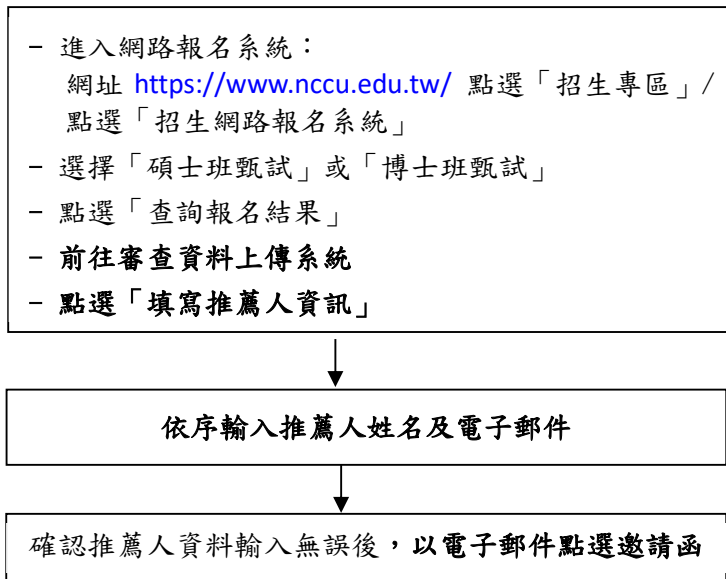 – 進入網路報名系統：
網址 https://www.nccu.edu.tw/ 點選「招生專區」/
點選「招生網路報名系統」
– 選擇「碩士班甄試」或「博士班甄試」
– 點選「查詢報名結果」
– 前往審查資料上傳系統
– 點選「填寫推薦人資訊」
依序輸入推薦人姓名及電子郵件
確認推薦人資料輸入無誤後，以電子郵件點選邀請函